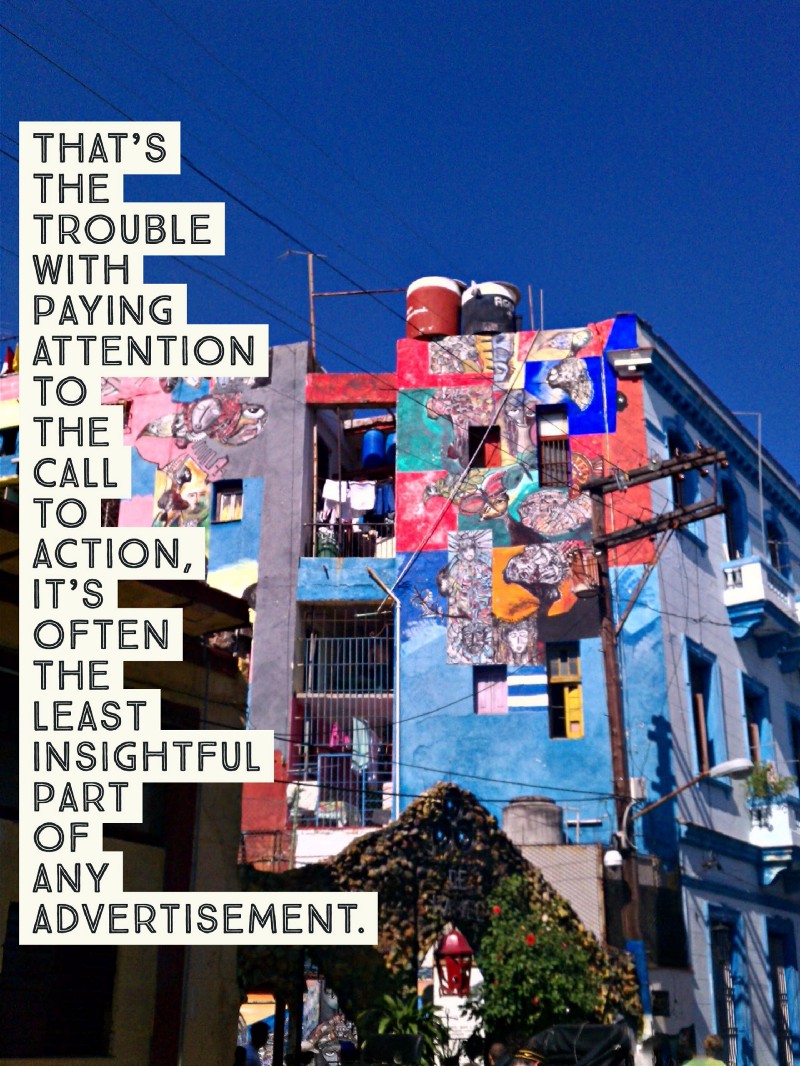 THAT'S
THE
TROUBLE
WITH
PAYING
ATTENTION
TO
THE
CALL
TO
ACTION,
IT'S
OFTEN
THE
LEAST
INSIGHTFUL
PART
OF
ANY
ADVERTISEMENT.